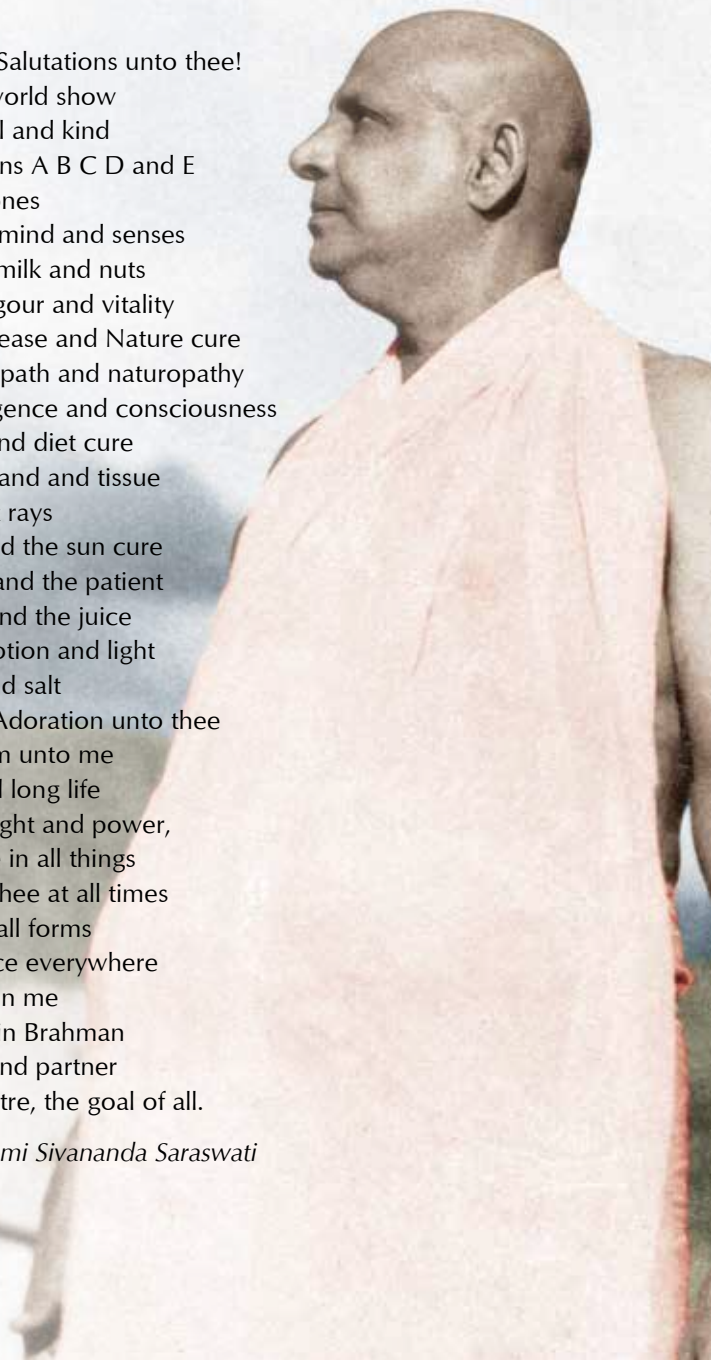 Salutations unto thee!
world show
l and kind
ns A B C D and E
nes
mind and senses
milk and nuts
gour and vitality
ease and Nature cure
path and naturopathy
gence and consciousness
nd diet cure
and and tissue
rays
d the sun cure
and the patient
nd the juice
otion and light
d salt
Adoration unto thee
m unto me
l long life
ght and power,
in all things
hee at all times
all forms
ce everywhere
n me
in Brahman
nd partner
tre, the goal of all.
mi Sivananda Saraswati